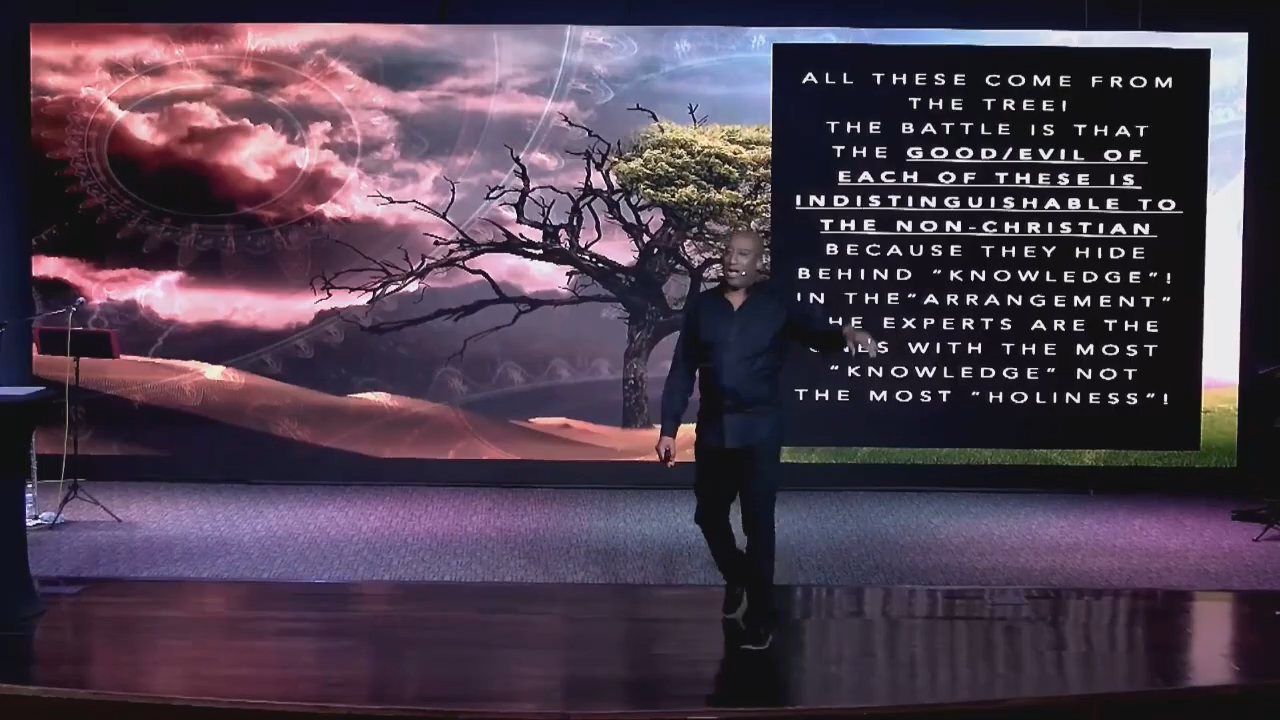 ALL THESE COME FROM
THE TREE!
THE BATTLE IS THAT
THE GOOD/EVIL OF
EACH OF THESE IS
INDISTINGUISHABLE TO
THE NON-CHRISTIAN
BECAUSE THEY HIDE
BEHIND "KNOWLEDGE"!
IN THE"ARRANGEMENT"
EXPERTS ARE THE
WITH THE MOST
"KNOWLEDGE" NOT
THE MOST "HOLINESS"!